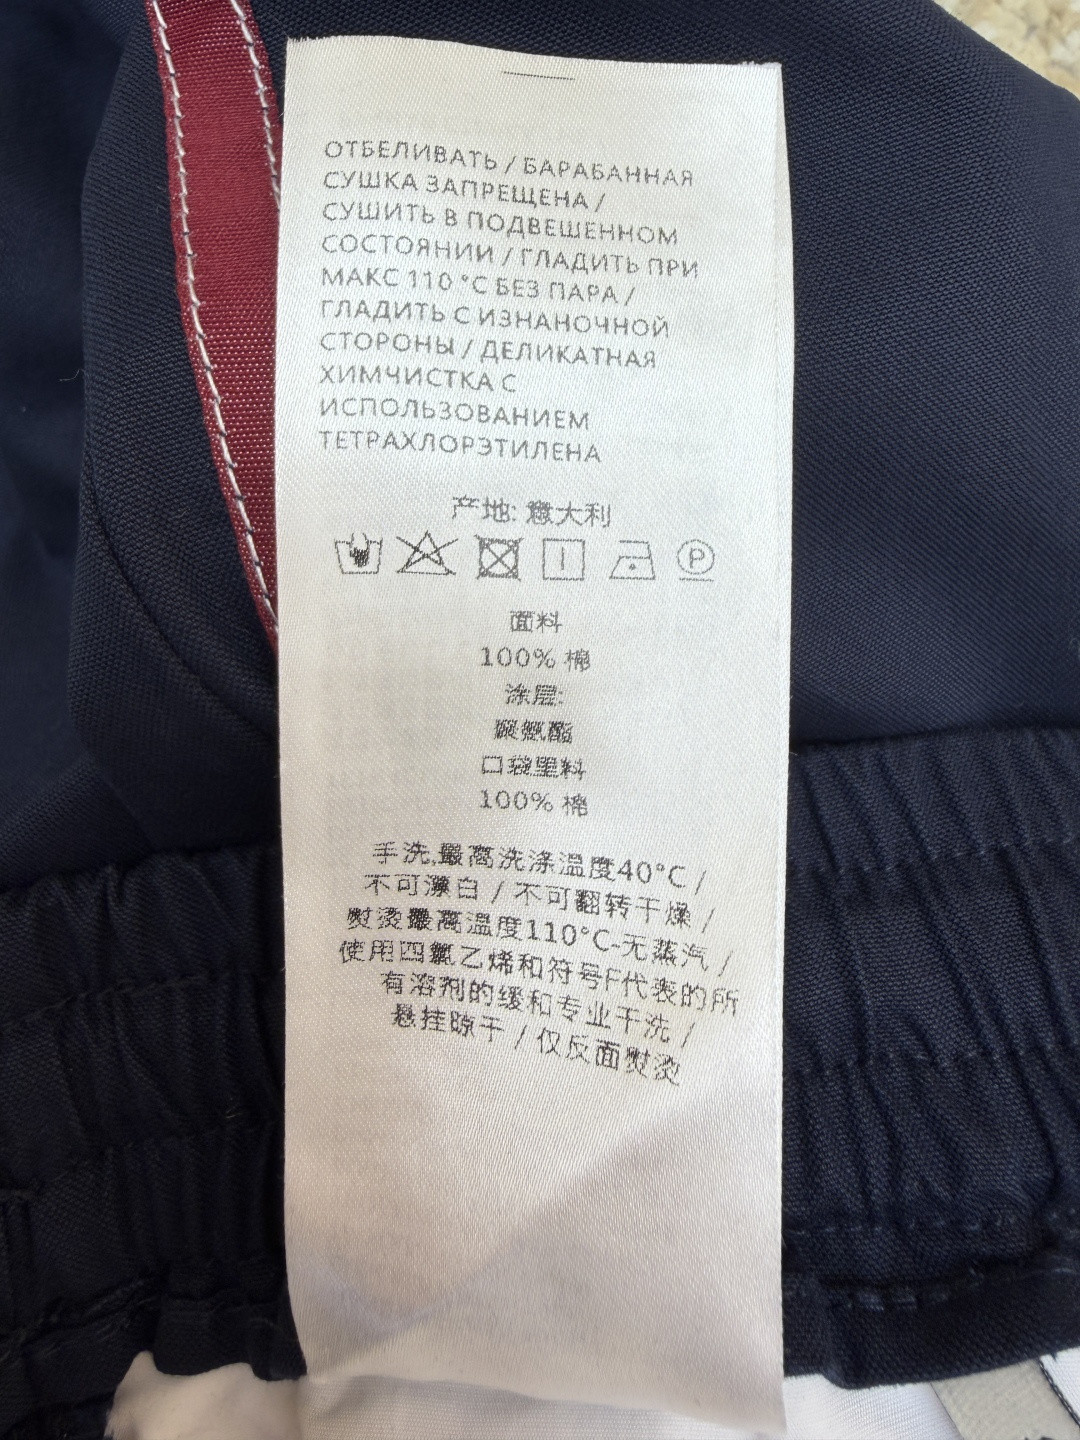 ОТБЕЛИВАТЬ / БАРАБАННАЯ
СУШКА ЗАПРЕЩЕНА /
СУШИТЬ В ПОДВЕШЕННОМ
СОСТОЯНИИ / ГЛАДИТЬ ПРИ
МАКС 110 °C БЕЗ ПАРА /
ГЛАДИТЬ С ИЗНАНОЧНОЙ
СТОРОНЫ / ДЕЛИКАТНАЯ
ХИМЧИСТКА С
ИСПОЛЬЗОВАНИЕМ
ТЕТРАХЛОРЭТИЛЕНА
产地: 意大利
P
面料
100% 棉
涂层:
聚氨酯
口袋里料
100% 棉
手洗,最高洗涤温度40°C /
不可漂白 / 不可翻转干燥 /
熨烫最高温度110°C-无蒸汽 /
使用四氯乙烯和符号F代表的所
有溶剂的缓和专业干洗 /
悬挂晾干 / 仅反面熨烫